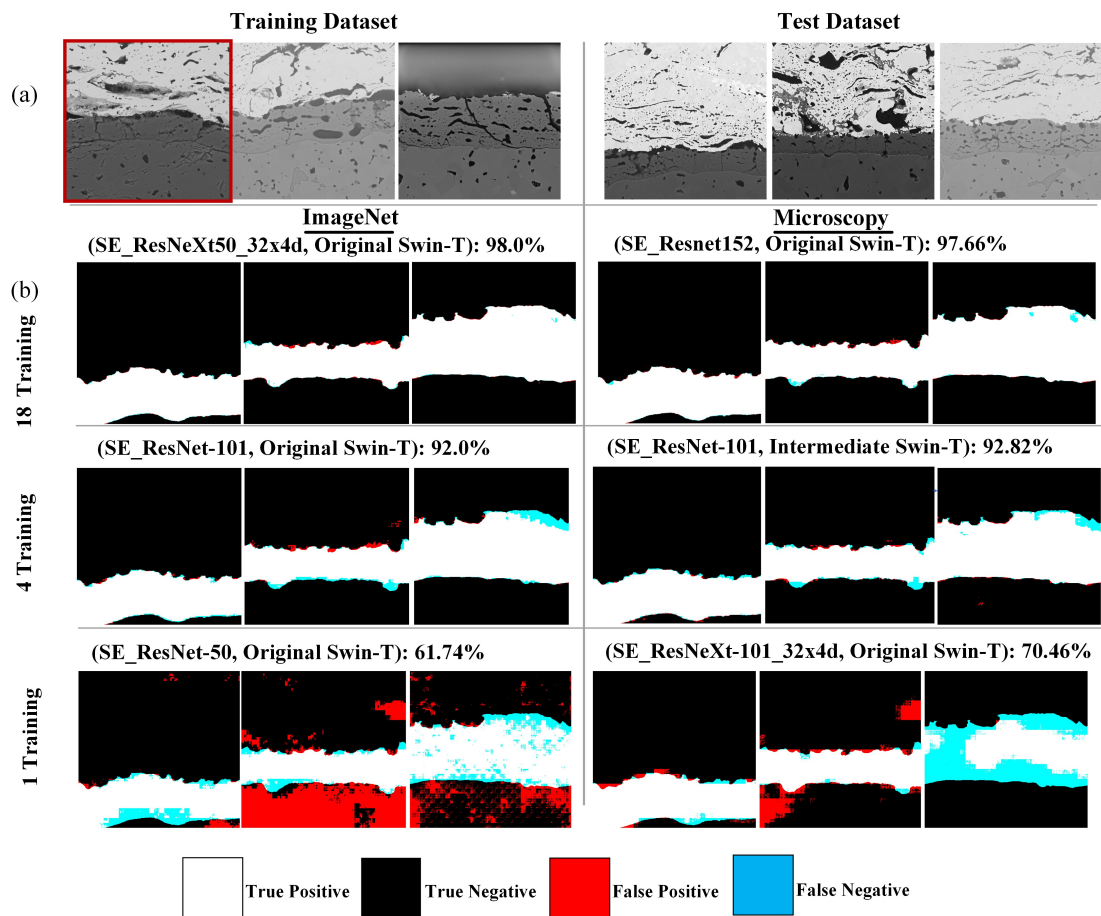 Training Dataset
Test Dataset
(a)
ImageNet
Microscopy
(SE_ResNeXt50_32x4d, Original Swin-T): 98.0%
(SE_Resnet152, Original Swin-T): 97.66%
(b)
18 Training
(SE_ResNet-101, Original Swin-T): 92.0%
(SE_ResNet-101, Intermediate Swin-T): 92.82%
4 Training
(SE_ResNet-50, Original Swin-T): 61.74%
(SE_ResNeXt-101_32x4d, Original Swin-T): 70.46%
1 Training
True Positive
True Negative
False Positive
False Negative